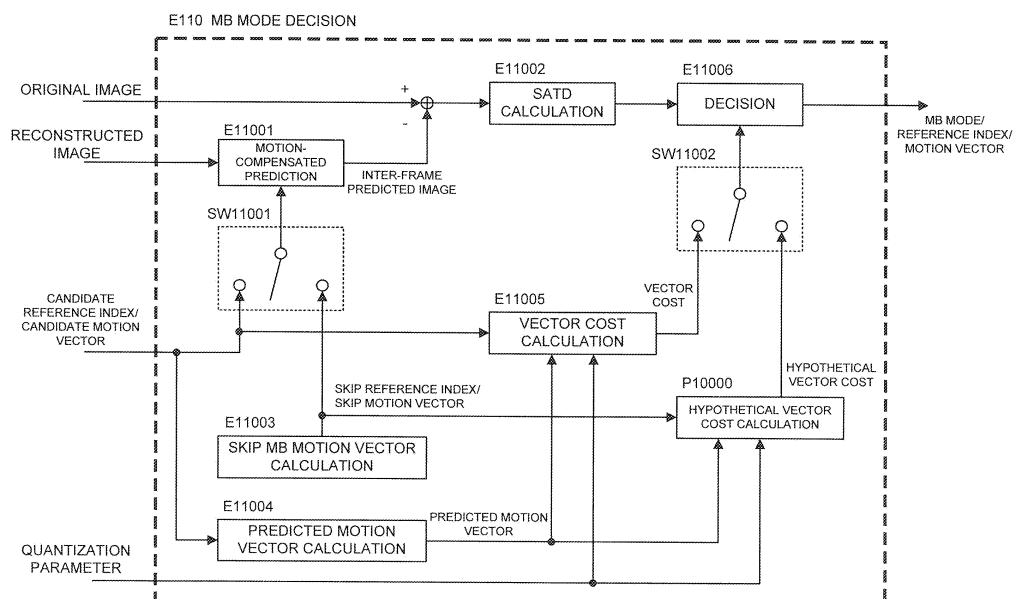 E110 MB MODE DECISION
ORIGINAL IMAGE
+
-
E11002
SATD
CALCULATION
E11006
DECISION
MB MODE/
REFERENCE INDEX/
MOTION VECTOR
RECONSTRUCTED
IMAGE
E11001
MOTION-
COMPENSATED
PREDICTION
INTER-FRAME
PREDICTED IMAGE
SW11002
SW11001
CANDIDATE
REFERENCE INDEX/
CANDIDATE MOTION
VECTOR
E11005
VECTOR COST
CALCULATION
VECTOR
COST
HYPOTHETICAL
VECTOR COST
SKIP REFERENCE INDEX/
SKIP MOTION VECTOR
P10000
HYPOTHETICAL VECTOR
COST CALCULATION
E11003
SKIP MB MOTION VECTOR
CALCULATION
E11004
PREDICTED MOTION
VECTOR CALCULATION
PREDICTED MOTION
VECTOR
QUANTIZATION
PARAMETER